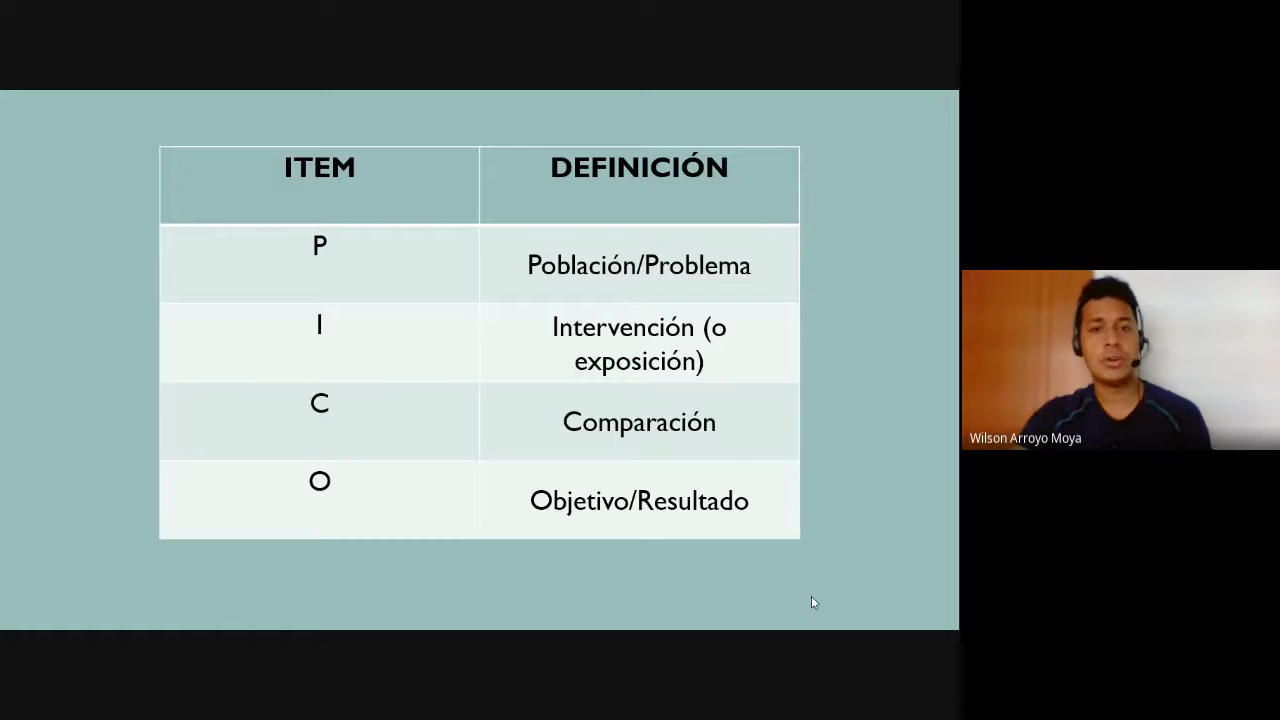 ITEM
DEFINICIÓN
P
Población/Problema
I
Intervención (o
exposición)
C
Comparación
O
Objetivo/Resultado
Wilson Arroyo Moya